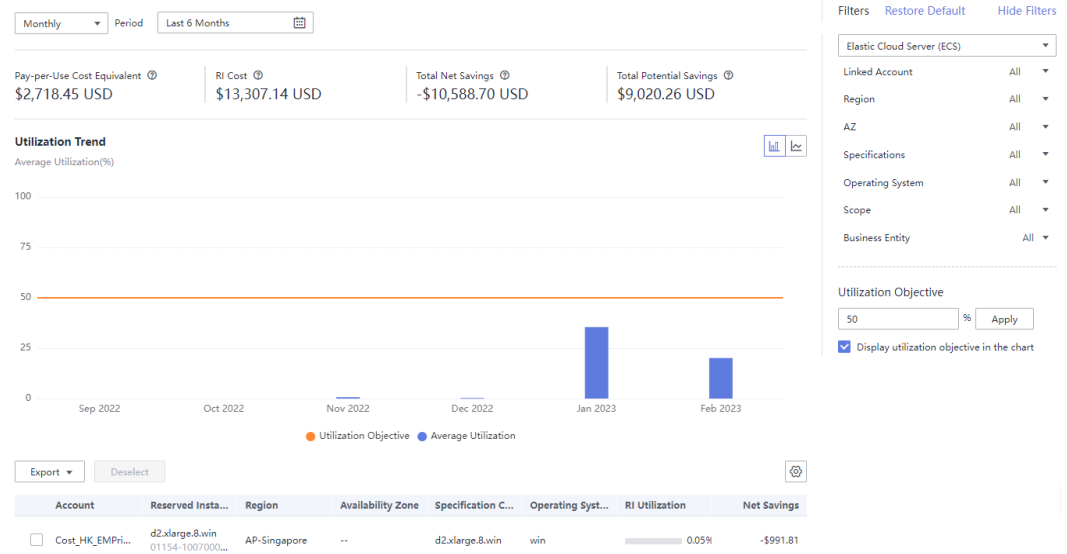 Monthly Period Last 6 Months
Pay-per-Use Cost Equivalent RI Cost Total Net Savings Total Potential Savings
$2,718.45 USD $13,307.14 USD -$10,588.70 USD $9,020.26 USD
Utilization Trend
Average Utilization(%)
100
75
50
25
0
Sep 2022 Oct 2022 Nov 2022 Dec 2022 Jan 2023 Feb 2023
Utilization Objective Average Utilization
Export Deselect
Account Reserved Insta... Region Availability Zone Specification C... Operating Syst... RI Utilization Net Savings
Cost_HK_EMPri... d2.xlarge.8.win AP-Singapore -- d2.xlarge.8.win win 0.05% -$991.81
01154-1007000...
Filters Restore Default Hide Filters
Elastic Cloud Server (ECS)
Linked Account All
Region All
AZ All
Specifications All
Operating System All
Scope All
Business Entity All
Utilization Objective
50 % Apply
Display utilization objective in the chart